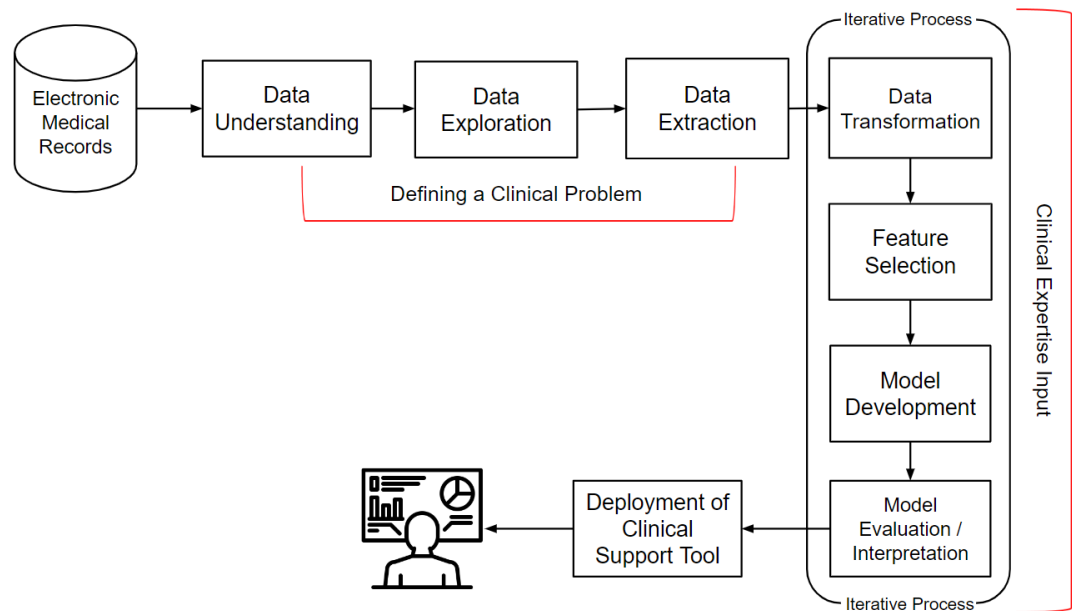 Iterative Process
Electronic
Medical
Records
Data
Understanding
Data
Exploration
Data
Extraction
Data
Transformation
Defining a Clinical Problem
Feature
Selection
Clinical Expertise Input
Model
Development
Model
Evaluation /
Interpretation
Deployment of
Clinical
Support Tool
Iterative Process